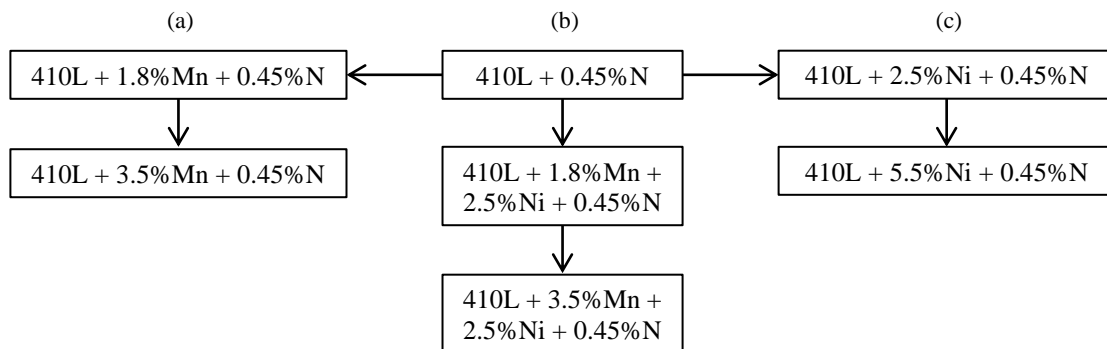 (a)
(b)
(c)
410L + 1.8%Mn + 0.45%N
410L + 0.45%N
410L + 2.5%Ni + 0.45%N
410L + 3.5%Mn + 0.45%N
410L + 1.8%Mn +
2.5%Ni + 0.45%N
410L + 5.5%Ni + 0.45%N
410L + 3.5%Mn +
2.5%Ni + 0.45%N